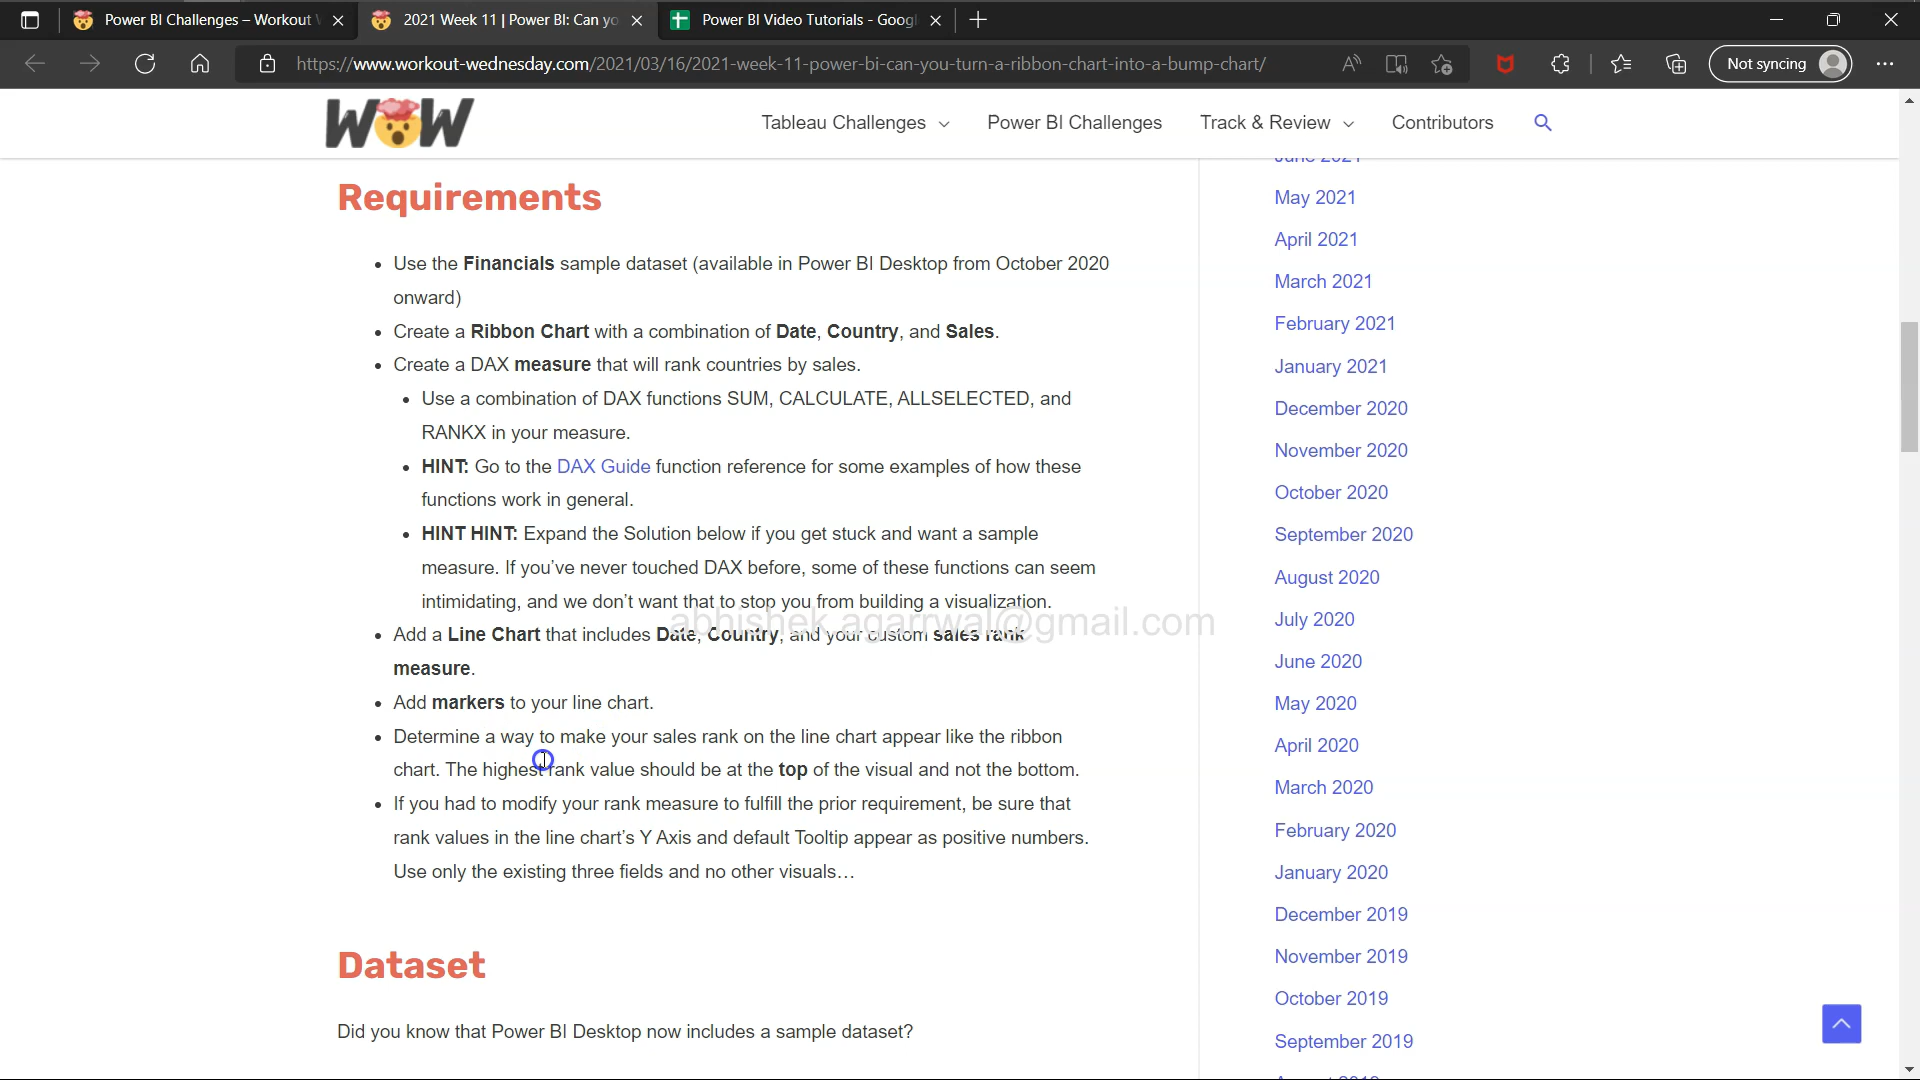 Power BI Challenges – Workout
2021 Week 11 | Power BI: Can yo
Power BI Video Tutorials - Googl
https://www.workout-wednesday.com/2021/03/16/2021-week-11-power-bi-can-you-turn-a-ribbon-chart-into-a-bump-chart/
Not syncing
WOW
Tableau Challenges
Power BI Challenges
Track & Review
Contributors
Requirements
Use the Financials sample dataset (available in Power BI Desktop from October 2020
onward)
Create a Ribbon Chart with a combination of Date, Country, and Sales.
Create a DAX measure that will rank countries by sales.
Use a combination of DAX functions SUM, CALCULATE, ALLSELECTED, and
RANKX in your measure.
HINT: Go to the DAX Guide function reference for some examples of how these
functions work in general.
HINT HINT: Expand the Solution below if you get stuck and want a sample
measure. If you've never touched DAX before, some of these functions can seem
intimidating, and we don't want that to stop you from building a visualization.
abhishek.agarrwal@gmail.com
Add a Line Chart that includes Date, Country, and your custom sales rank
measure.
Add markers to your line chart.
Determine a way to make your sales rank on the line chart appear like the ribbon
chart. The highest rank value should be at the top of the visual and not the bottom.
If you had to modify your rank measure to fulfill the prior requirement, be sure that
rank values in the line chart's Y Axis and default Tooltip appear as positive numbers.
Use only the existing three fields and no other visuals…
Dataset
Did you know that Power BI Desktop now includes a sample dataset?
June 2021
May 2021
April 2021
March 2021
February 2021
January 2021
December 2020
November 2020
October 2020
September 2020
August 2020
July 2020
June 2020
May 2020
April 2020
March 2020
February 2020
January 2020
December 2019
November 2019
October 2019
September 2019